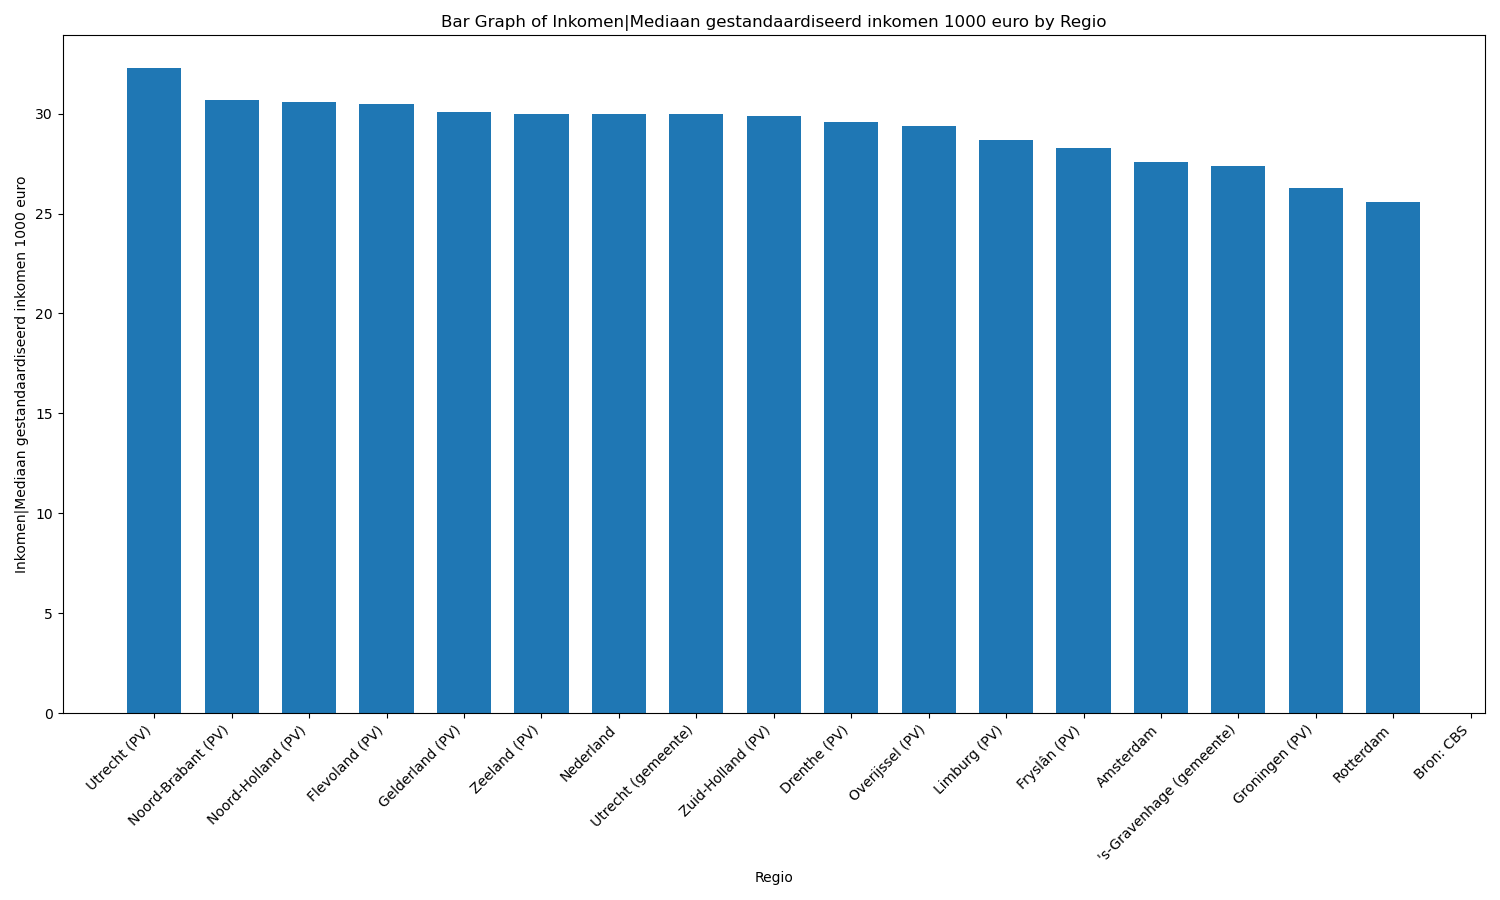 Bar Graph of Inkomen|Mediaan gestandaardiseerd inkomen 1000 euro by Regio
Inkomen|Mediaan gestandaardiseerd inkomen 1000 euro
30
25
20
15
10
5
0
Utrecht (PV)
Noord-Brabant (PV)
Noord-Holland (PV)
Flevoland (PV)
Gelderland (PV)
Zeeland (PV)
Nederland
Utrecht (gemeente)
Zuid-Holland (PV)
Drenthe (PV)
Overijssel (PV)
Limburg (PV)
Fryslân (PV)
Amsterdam
's-Gravenhage (gemeente)
Groningen (PV)
Rotterdam
Bron: CBS
Regio